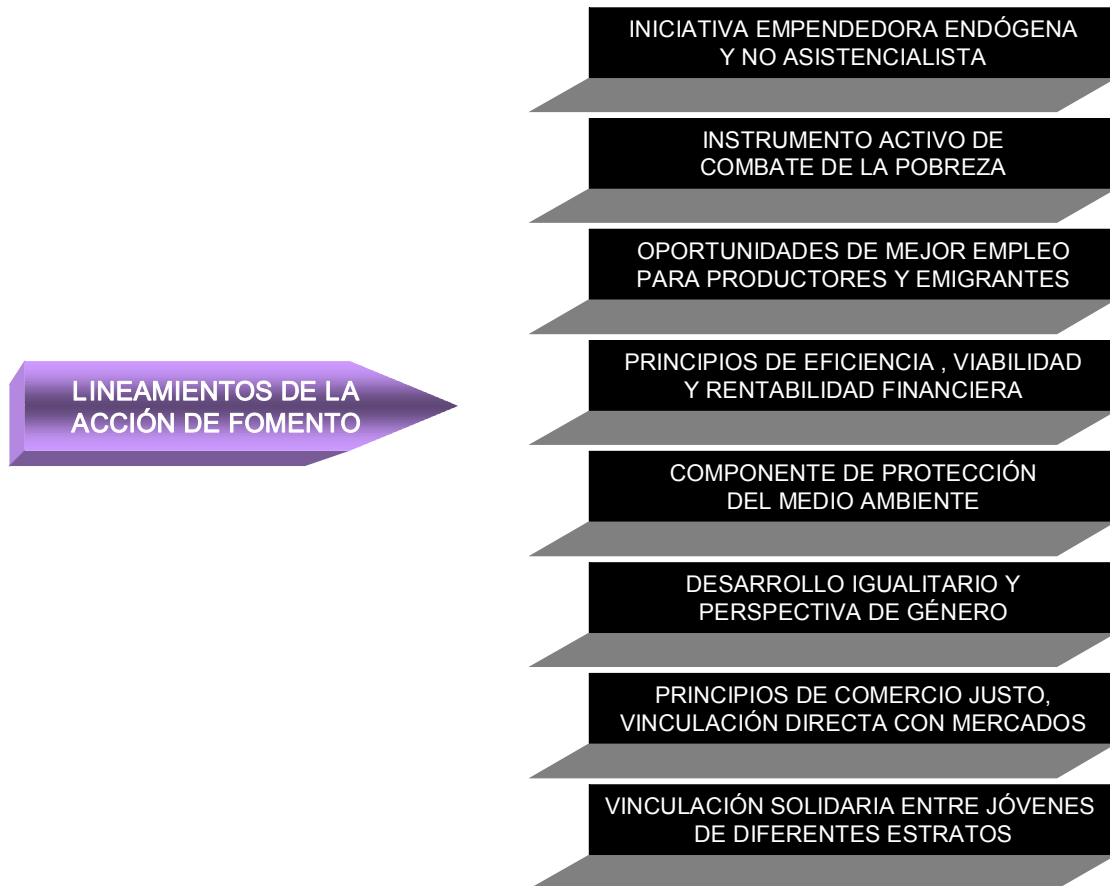 INICIATIVA EMPENDEDORA ENDÓGENA
Y NO ASISTENCIALISTA
INSTRUMENTO ACTIVO DE
COMBATE DE LA POBREZA
OPORTUNIDADES DE MEJOR EMPLEO
PARA PRODUCTORES Y EMIGRANTES
LINEAMIENTOS DE LA
ACCIÓN DE FOMENTO
PRINCIPIOS DE EFICIENCIA , VIABILIDAD
Y RENTABILIDAD FINANCIERA
COMPONENTE DE PROTECCIÓN
DEL MEDIO AMBIENTE
DESARROLLO IGUALITARIO Y
PERSPECTIVA DE GÉNERO
PRINCIPIOS DE COMERCIO JUSTO,
VINCULACIÓN DIRECTA CON MERCADOS
VINCULACIÓN SOLIDARIA ENTRE JÓVENES
DE DIFERENTES ESTRATOS